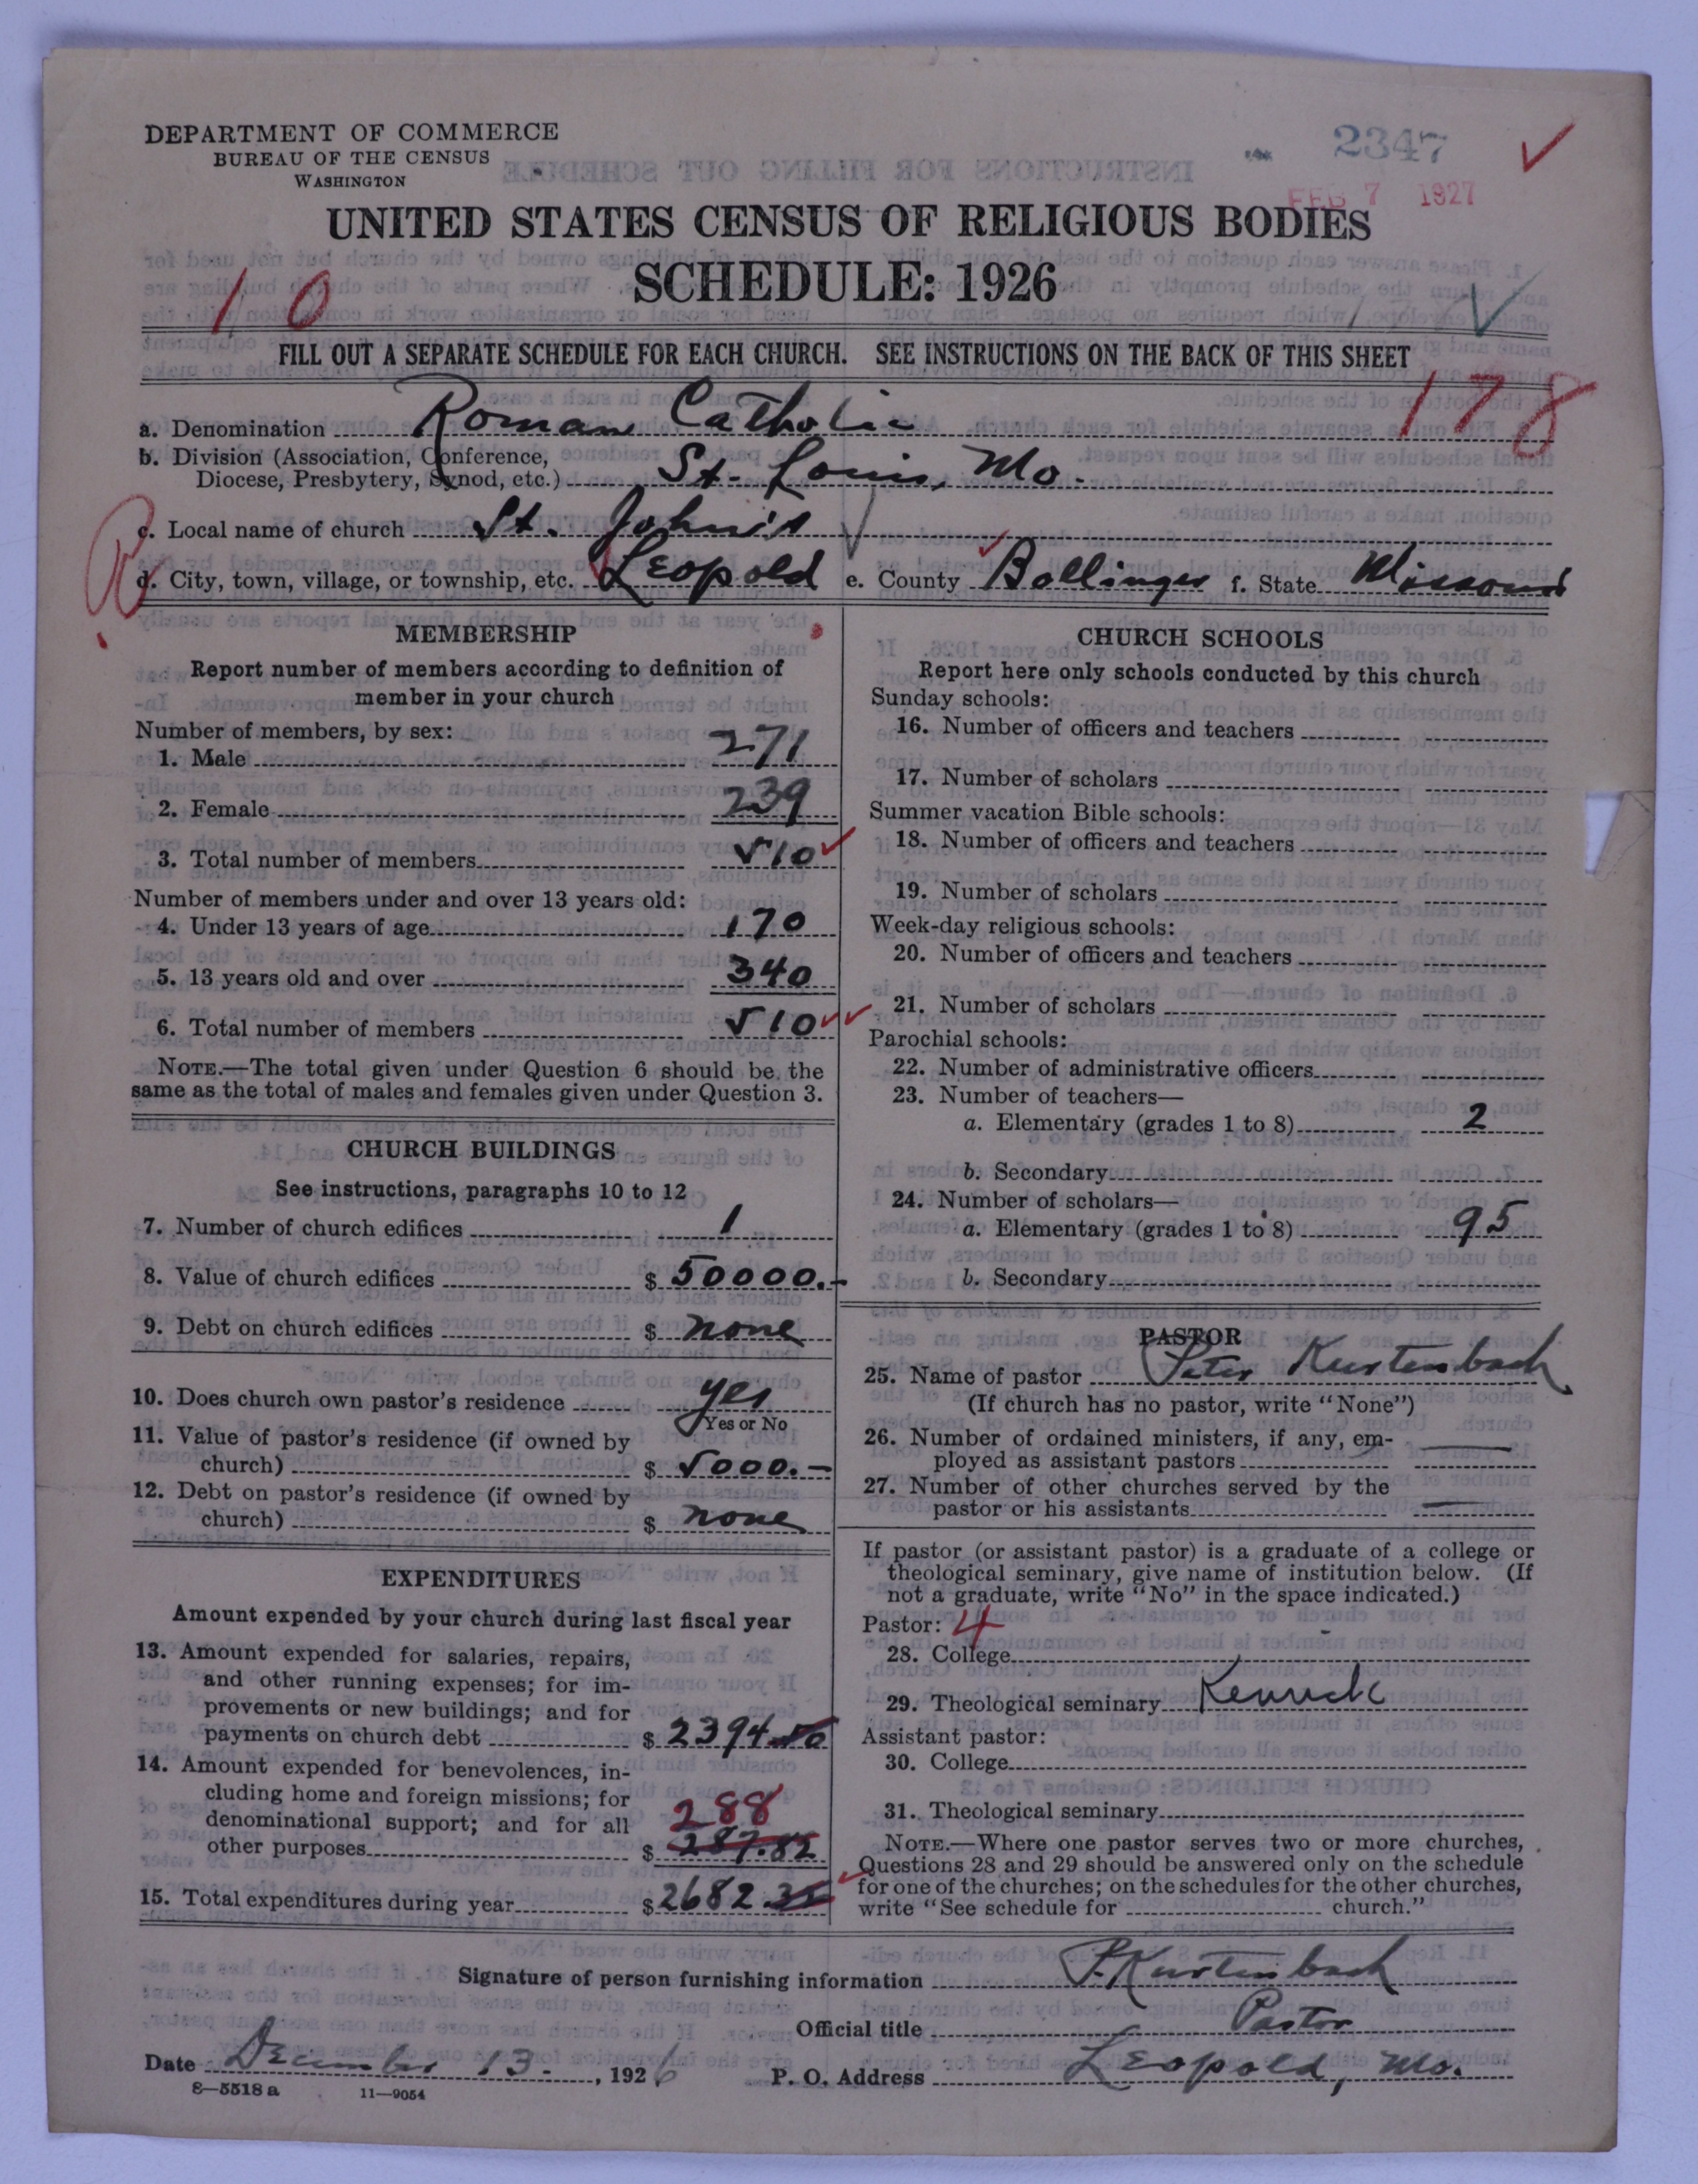 DEPARTMENT OF COMMERCE
BUREAU OF THE CENSUS
WASHINGTON
2347
FEB 7 1927
UNITED STATES CENSUS OF RELIGIOUS BODIES
SCHEDULE: 1926
10
FILL OUT A SEPARATE SCHEDULE FOR EACH CHURCH. SEE INSTRUCTIONS ON THE BACK OF THIS SHEET
178
a. Denomination Roman Catholic
b. Division (Association, Conference,
Diocese, Presbytery, Synod, etc.) St. Louis, Mo.
c. Local name of church St. John's
d. City, town, village, or township, etc. Leopold e. County Bollinger f. State Missouri
MEMBERSHIP
Report number of members according to definition of
member in your church
Number of members, by sex:
1. Male 271
2. Female 239
3. Total number of members 510
Number of members under and over 13 years old:
4. Under 13 years of age 170
5. 13 years old and over 340
6. Total number of members 510
NOTE.—The total given under Question 6 should be the
same as the total of males and females given under Question 3.
CHURCH BUILDINGS
See instructions, paragraphs 10 to 12
7. Number of church edifices 1
8. Value of church edifices $ 50000.-
9. Debt on church edifices $ none
10. Does church own pastor's residence yes
Yes or No
11. Value of pastor's residence (if owned by
church) $ 5000.-
12. Debt on pastor's residence (if owned by
church) $ none
EXPENDITURES
Amount expended by your church during last fiscal year
13. Amount expended for salaries, repairs,
and other running expenses; for im-
provements or new buildings; and for
payments on church debt $ 2394.50
14. Amount expended for benevolences, in-
cluding home and foreign missions; for
denominational support; and for all 288
other purposes $ 287.82
15. Total expenditures during year $ 2682.32
CHURCH SCHOOLS
Report here only schools conducted by this church
Sunday schools:
16. Number of officers and teachers
17. Number of scholars
Summer vacation Bible schools:
18. Number of officers and teachers
19. Number of scholars
Week-day religious schools:
20. Number of officers and teachers
21. Number of scholars
Parochial schools:
22. Number of administrative officers
23. Number of teachers—
a. Elementary (grades 1 to 8) 2
b. Secondary
24. Number of scholars—
a. Elementary (grades 1 to 8) 95
b. Secondary
PASTOR
25. Name of pastor Peter Kurtenbach
(If church has no pastor, write "None")
26. Number of ordained ministers, if any, em-
ployed as assistant pastors —
27. Number of other churches served by the
pastor or his assistants —
If pastor (or assistant pastor) is a graduate of a college or
theological seminary, give name of institution below. (If
not a graduate, write "No" in the space indicated.)
Pastor: 4
28. College
29. Theological seminary Kenrick
Assistant pastor:
30. College
31. Theological seminary
NOTE.—Where one pastor serves two or more churches,
Questions 28 and 29 should be answered only on the schedule
for one of the churches; on the schedules for the other churches,
write "See schedule for church."
Signature of person furnishing information P. Kurtenbach
Official title Pastor
Date December 13. , 1926 P. O. Address Leopold, Mo.
8—5518 a 11—9054